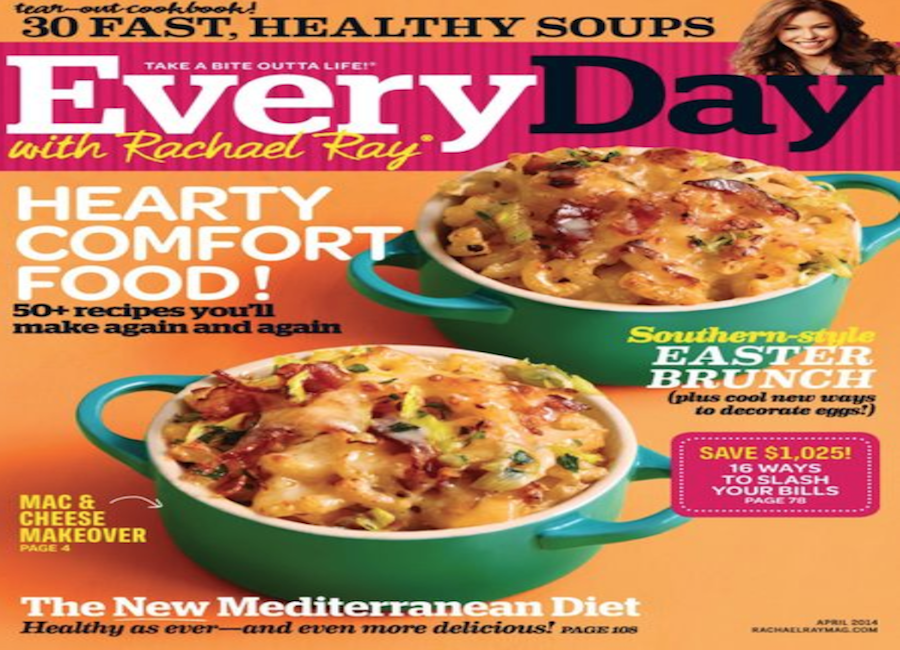 tear-out cookbook!
30 FAST, HEALTHY SOUPS
TAKE A BITE OUTTA LIFE!®
EveryDay
with Rachael Ray®
HEARTY
COMFORT
FOOD!
50+ recipes you'll
make again and again
Southern-style
EASTER
BRUNCH
(plus cool new ways
to decorate eggs!)
SAVE $1,025!
16 WAYS
TO SLASH
YOUR BILLS
PAGE 78
MAC &
CHEESE
MAKEOVER
PAGE 4
The New Mediterranean Diet
Healthy as ever—and even more delicious! PAGE 108
APRIL 2014
RACHAELRAYMAG.COM